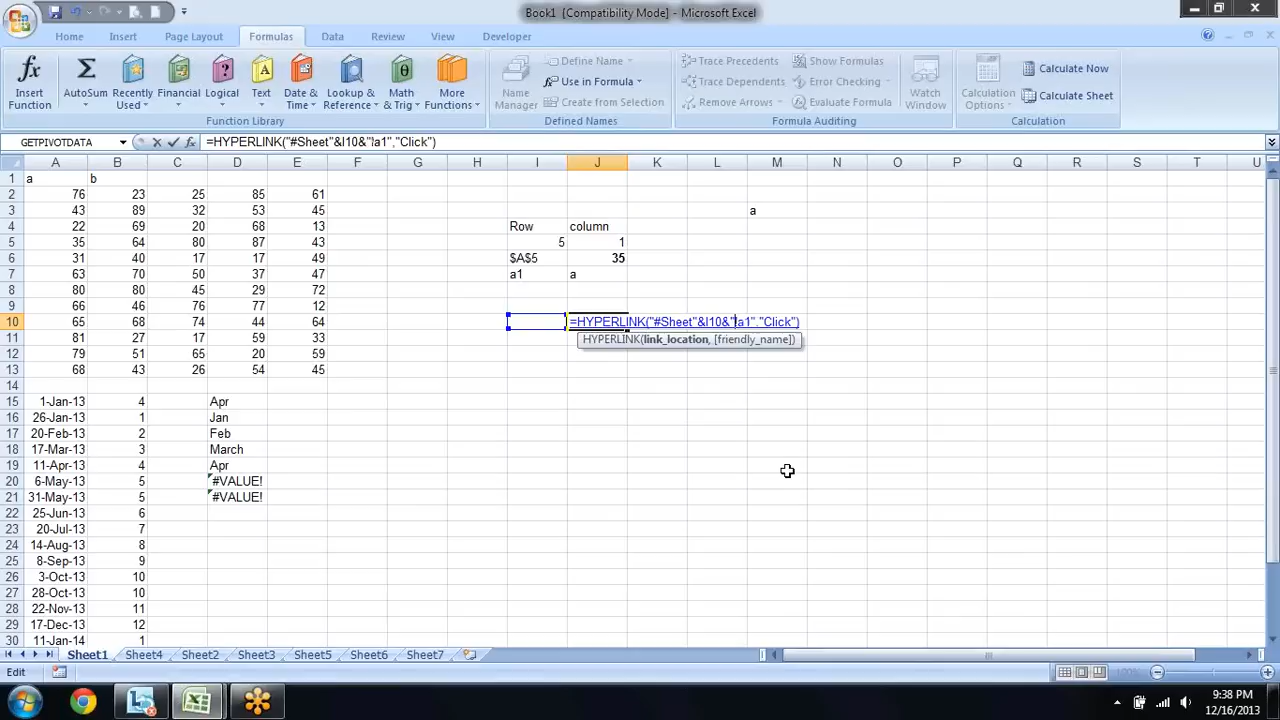 Book1 [Compatibility Mode] - Microsoft Excel
Home Insert Page Layout Formulas Data Review View Developer
Insert Function
AutoSum
Recently Used
Financial
Logical
Text
Date & Time
Lookup & Reference
Math & Trig
More Functions
Function Library
Name Manager
Define Name
Use in Formula
Create from Selection
Defined Names
Trace Precedents
Trace Dependents
Remove Arrows
Show Formulas
Error Checking
Evaluate Formula
Watch Window
Formula Auditing
Calculation Options
Calculate Now
Calculate Sheet
Calculation
GETPIVOTDATA =HYPERLINK("#Sheet"&I10&"!a1","Click")
A B C D E F G H I J K L M N O P Q R S T U
1 a b
2 76 23 25 85 61
3 43 89 32 53 45 a
4 22 69 20 68 13 Row column
5 35 64 80 87 43 5 1
6 31 40 17 17 49 $A$5 35
7 63 70 50 37 47 a1 a
8 80 80 45 29 72
9 66 46 76 77 12
10 65 68 74 44 64 =HYPERLINK("#Sheet"&I10&"!a1","Click")
11 81 27 17 59 33 HYPERLINK(link_location, [friendly_name])
12 79 51 65 20 59
13 68 43 26 54 45
14
15 1-Jan-13 4 Apr
16 26-Jan-13 1 Jan
17 20-Feb-13 2 Feb
18 17-Mar-13 3 March
19 11-Apr-13 4 Apr
20 6-May-13 5 #VALUE!
21 31-May-13 5 #VALUE!
22 25-Jun-13 6
23 20-Jul-13 7
24 14-Aug-13 8
25 8-Sep-13 9
26 3-Oct-13 10
27 28-Oct-13 10
28 22-Nov-13 11
29 17-Dec-13 12
30 11-Jan-14 1
Sheet1 Sheet4 Sheet2 Sheet3 Sheet5 Sheet6 Sheet7
Edit 100%
9:38 PM
12/16/2013